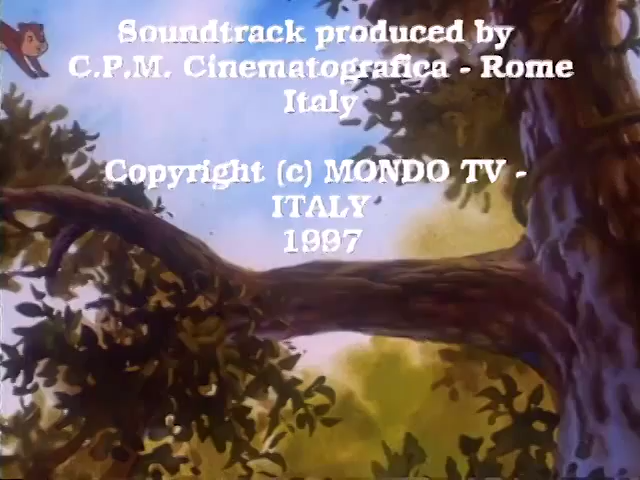 Soundtrack produced by
C.P.M. Cinematografica - Rome
Italy
Copyright (c) MONDO TV -
ITALY
1997